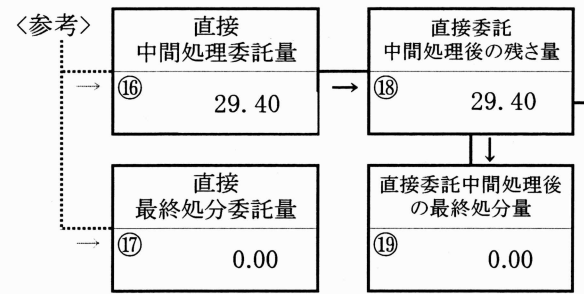 〈参考〉
直接
中間処理委託量
⑯
29.40
→
直接委託
中間処理後の残さ量
⑱
29.40
→
↓
直接
最終処分委託量
⑰
0.00
→
直接委託中間処理後
の最終処分量
⑲
0.00